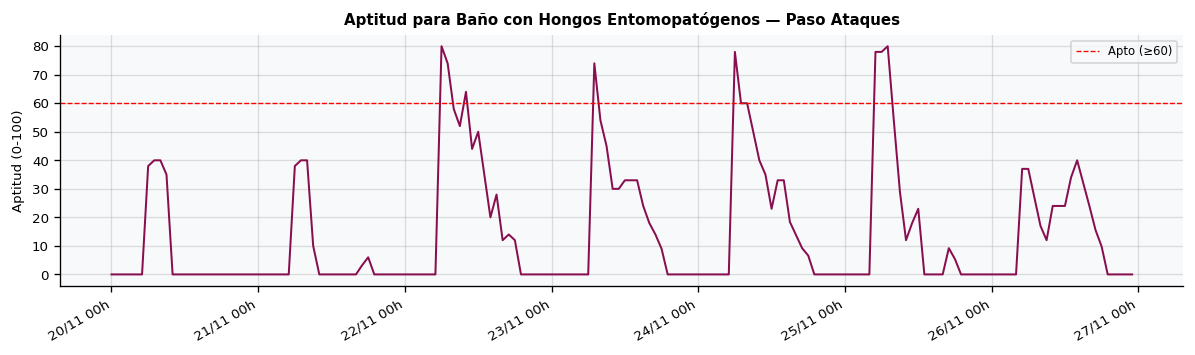 Aptitud para Baño con Hongos Entomopatógenos — Paso Ataques
Apto (≥60)
Aptitud (0-100)
80
70
60
50
40
30
20
10
0
20/11 00h
21/11 00h
22/11 00h
23/11 00h
24/11 00h
25/11 00h
26/11 00h
27/11 00h